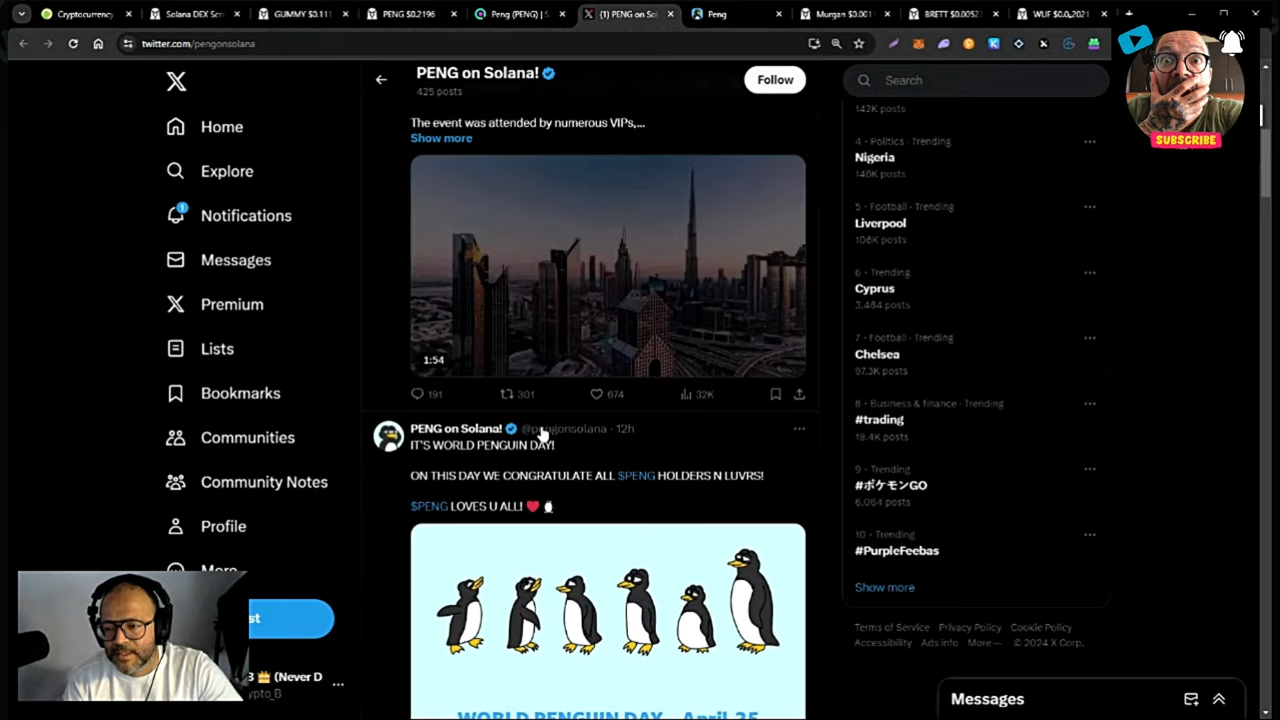 Cryptocurrency
Solana DEX Scr
GUMMY $0.111
PENG $0.2196
Peng (PENG) | S
(1) PENG on Sol
Peng
Murgan $0.001
BRETT $0.0052
WUF $0.0
twitter.com/pengonsolana
SUBSCRIBE
Home
Explore
1
Notifications
Messages
Premium
Lists
Bookmarks
Communities
Community Notes
Profile
More
st
(Never D
PENG on Solana!
425 posts
Follow
The event was attended by numerous VIPs,...
Show more
1:54
191
301
674
32K
PENG on Solana!
@pengonsolana · 12h
IT'S WORLD PENGUIN DAY!
ON THIS DAY WE CONGRATULATE ALL $PENG HOLDERS N LUVRS!
$PENG LOVES U ALL!
WORLD PENGUIN DAY - April 25
Search
142K posts
4 · Politics · Trending
Nigeria
146K posts
5 · Football · Trending
Liverpool
106K posts
6 · Trending
Cyprus
3,464 posts
7 · Football · Trending
Chelsea
97.3K posts
8 · Business & finance · Trending
#trading
19.4K posts
9 · Trending
#ポケモンGO
6,064 posts
10 · Trending
#PurpleFeebas
Show more
Terms of Service Privacy Policy Cookie Policy
Accessibility Ads info More ··· © 2024 X Corp.
Messages